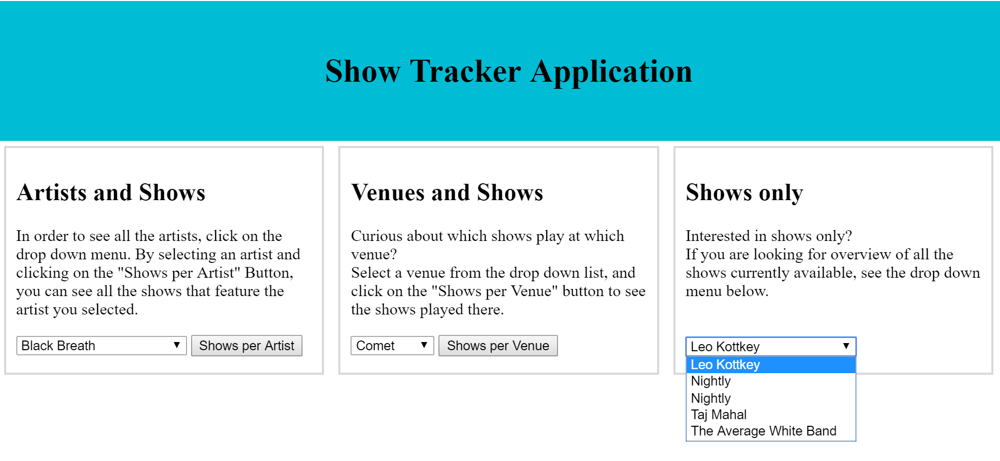 Show Tracker Application
Artists and Shows
In order to see all the artists, click on the
drop down menu. By selecting an artist and
clicking on the "Shows per Artist" Button,
you can see all the shows that feature the
artist you selected.
Black Breath
Shows per Artist
Venues and Shows
Curious about which shows play at which
venue?
Select a venue from the drop down list, and
click on the "Shows per Venue" button to see
the shows played there.
Comet
Shows per Venue
Shows only
Interested in shows only?
If you are looking for overview of all the
shows currently available, see the drop down
menu below.
Leo Kottkey
Leo Kottkey
Nightly
Nightly
Taj Mahal
The Average White Band